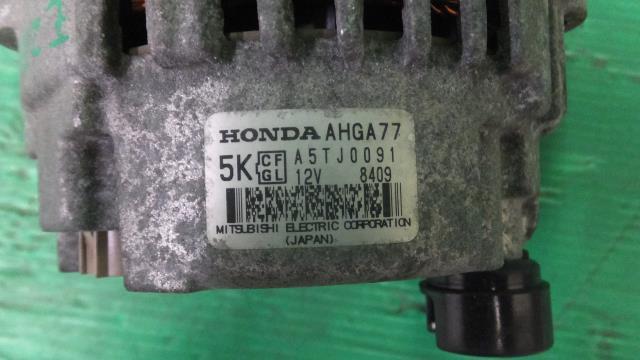 HONDA AHGA77
5K CF GL A5TJ0091
12V 8409
MITSUBISHI ELECTRIC CORPORATION
(JAPAN)